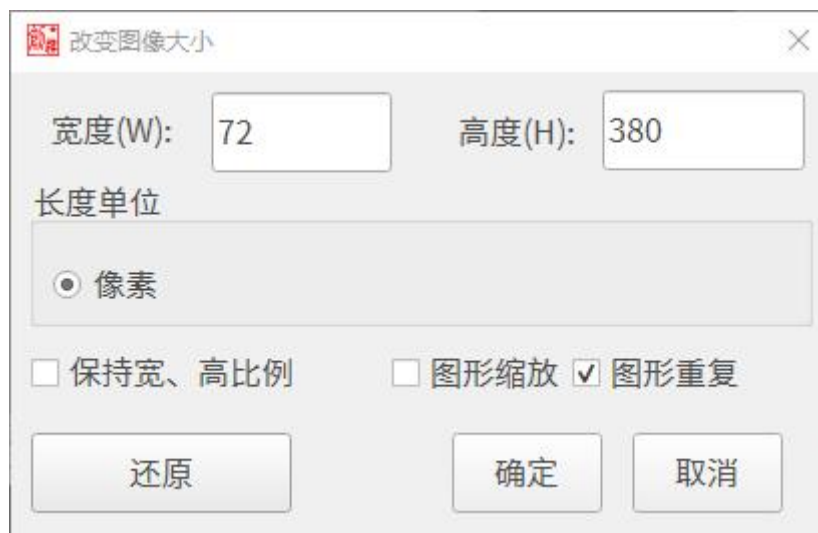 改变图像大小
宽度(W): 72 高度(H): 380
长度单位
像素
保持宽、高比例 图形缩放 图形重复
还原 确定 取消